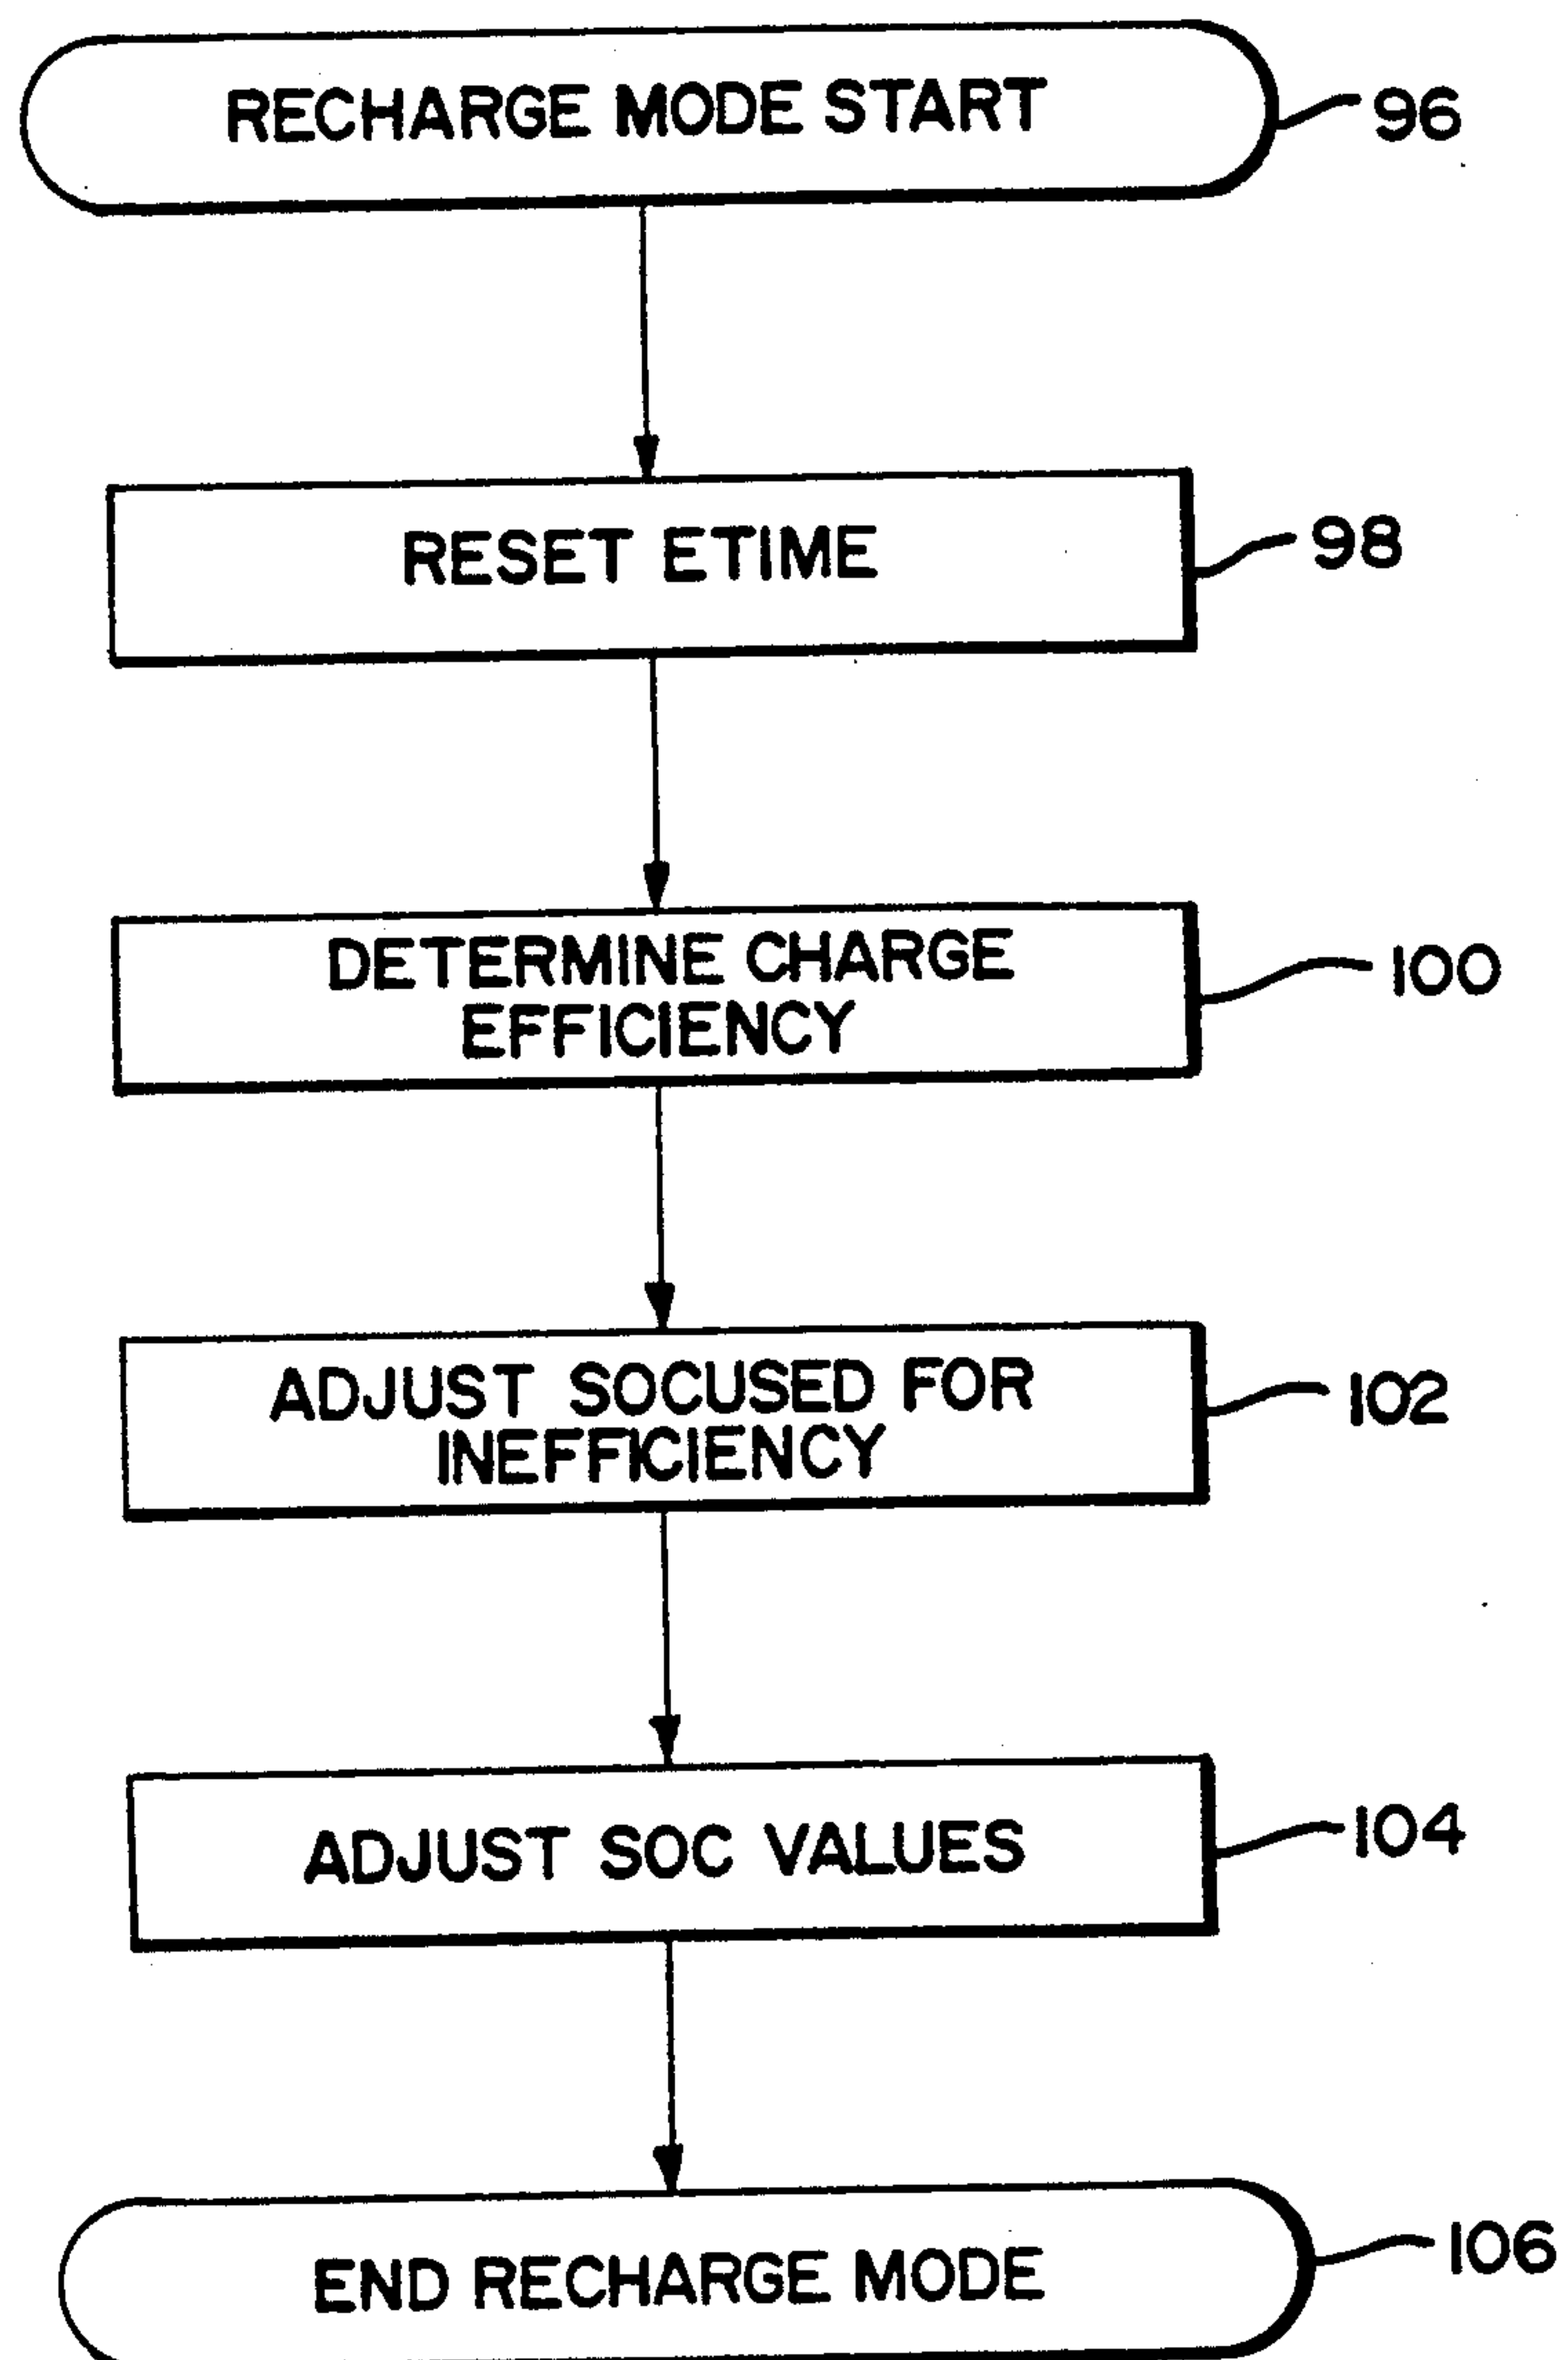 RECHARGE MODE START
96
RESET ETIME
98
DETERMINE CHARGE
EFFICIENCY
100
ADJUST SOCUSED FOR
INEFFICIENCY
102
ADJUST SOC VALUES
104
END RECHARGE MODE
106